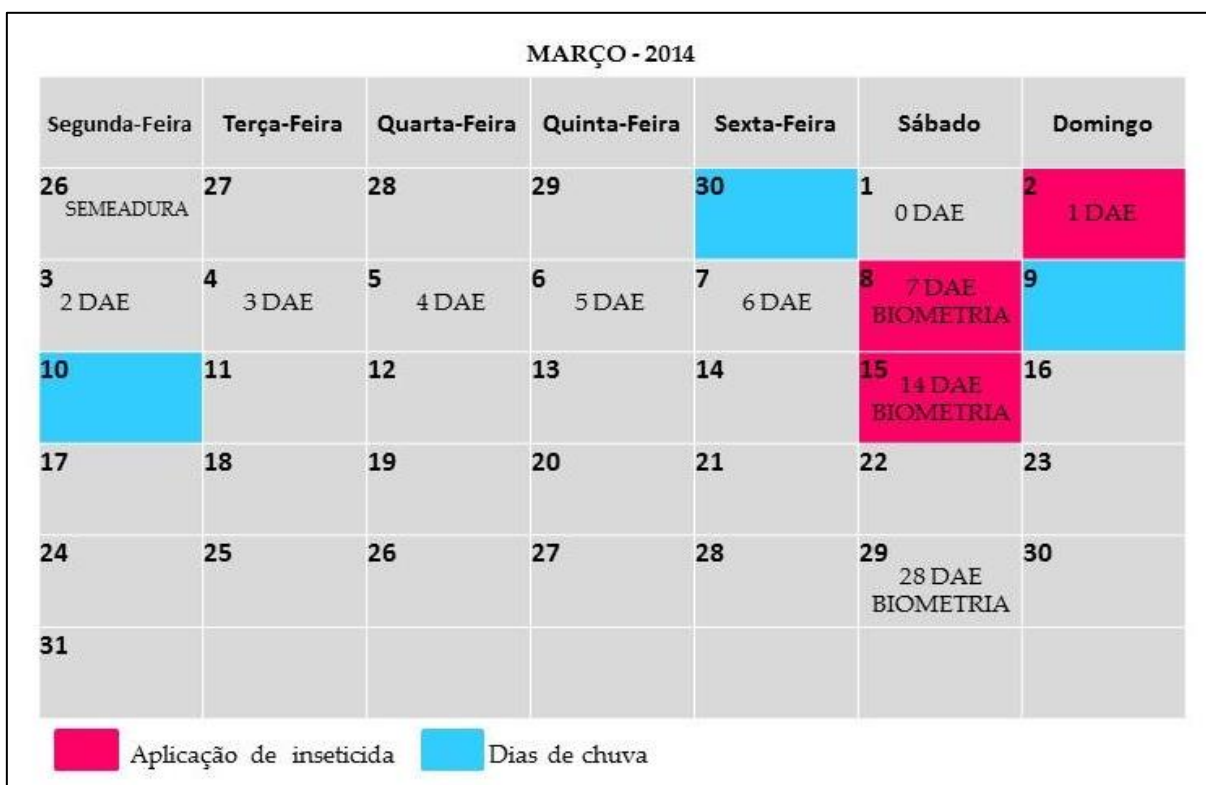 MARÇO - 2014
Segunda-Feira Terça-Feira Quarta-Feira Quinta-Feira Sexta-Feira Sábado Domingo
26 27 28 29 30 1 2
SEMEADURA 0 DAE 1 DAE
3 4 5 6 7 8 9
2 DAE 3 DAE 4 DAE 5 DAE 6 DAE 7 DAE
BIOMETRIA
10 11 12 13 14 15 16
14 DAE
BIOMETRIA
17 18 19 20 21 22 23
24 25 26 27 28 29 30
28 DAE
BIOMETRIA
31
Aplicação de inseticida Dias de chuva